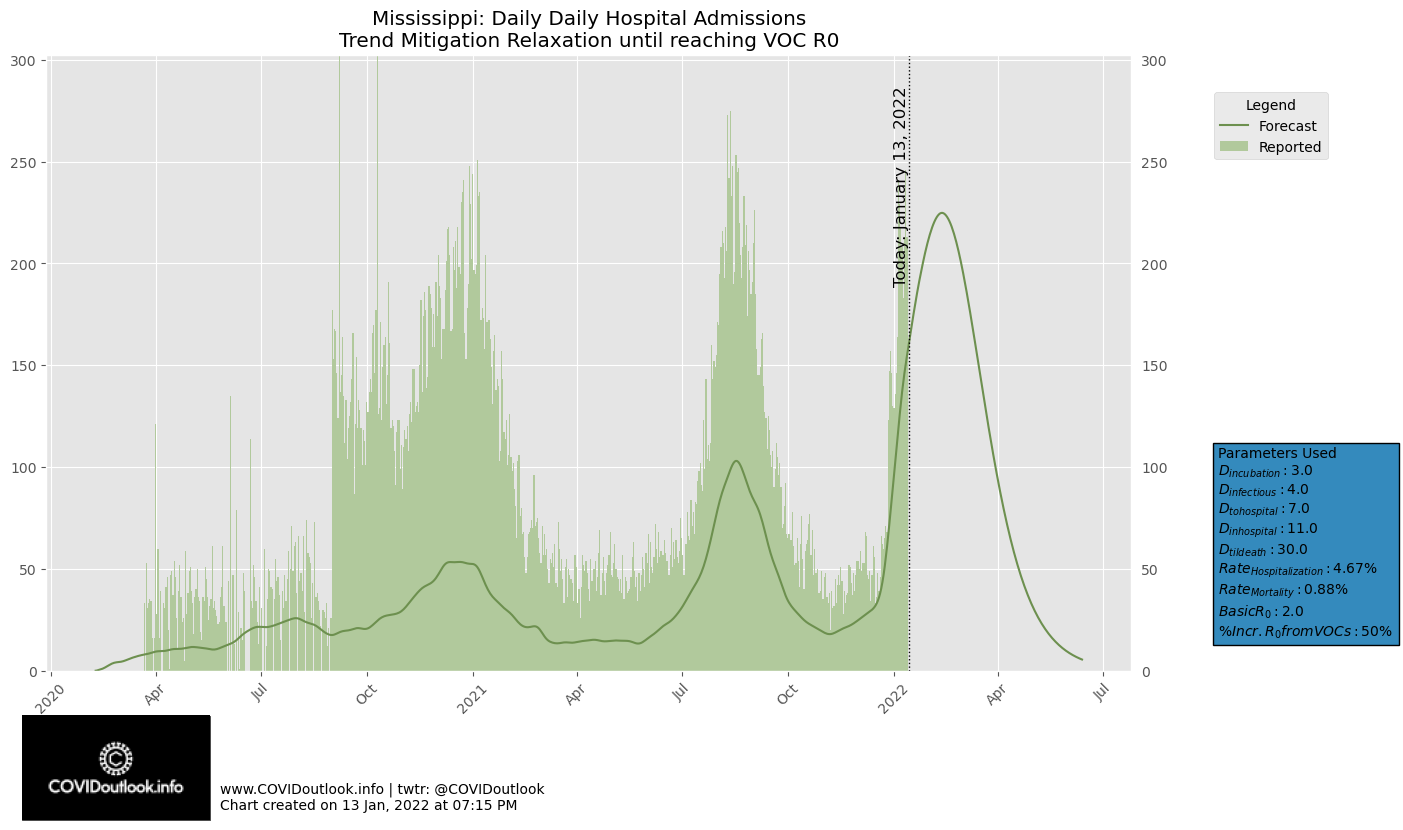 Mississippi: Daily Daily Hospital Admissions
Trend Mitigation Relaxation until reaching VOC R0
300
250
200
150
100
50
0
300
250
200
150
100
50
0
Today: January 13, 2022
2020
Apr
Jul
Oct
2021
Apr
Jul
Oct
2022
Apr
Jul
Legend
Forecast
Reported
Parameters Used
D_incubation : 3.0
D_infectious : 4.0
D_tohospital : 7.0
D_inhospital : 11.0
D_tildeath : 30.0
Rate_Hospitalization : 4.67%
Rate_Mortality : 0.88%
BasicR_0 : 2.0
%Incr.R_0fromVOCs : 50%
COVIDoutlook.info
www.COVIDoutlook.info | twtr: @COVIDoutlook
Chart created on 13 Jan, 2022 at 07:15 PM